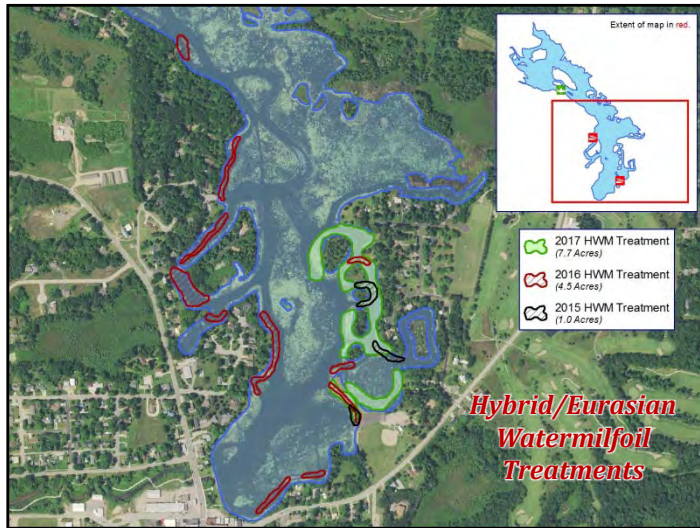 Extent of map in red.
2017 HWM Treatment
(7.7 Acres)
2016 HWM Treatment
(4.5 Acres)
2015 HWM Treatment
(1.0 Acres)
Hybrid/Eurasian
Watermilfoil
Treatments